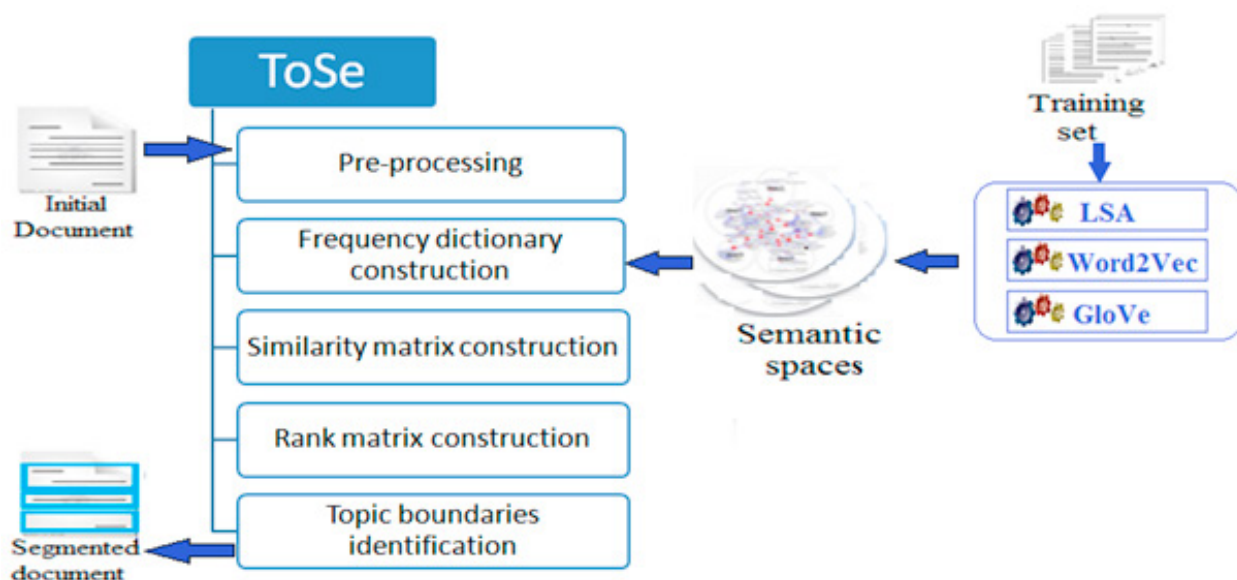 ToSe
Training
set
Initial
Document
Pre-processing
Frequency dictionary
construction
Similarity matrix construction
Rank matrix construction
Topic boundaries
identification
Semantic
spaces
LSA
Word2Vec
GloVe
Segmented
document